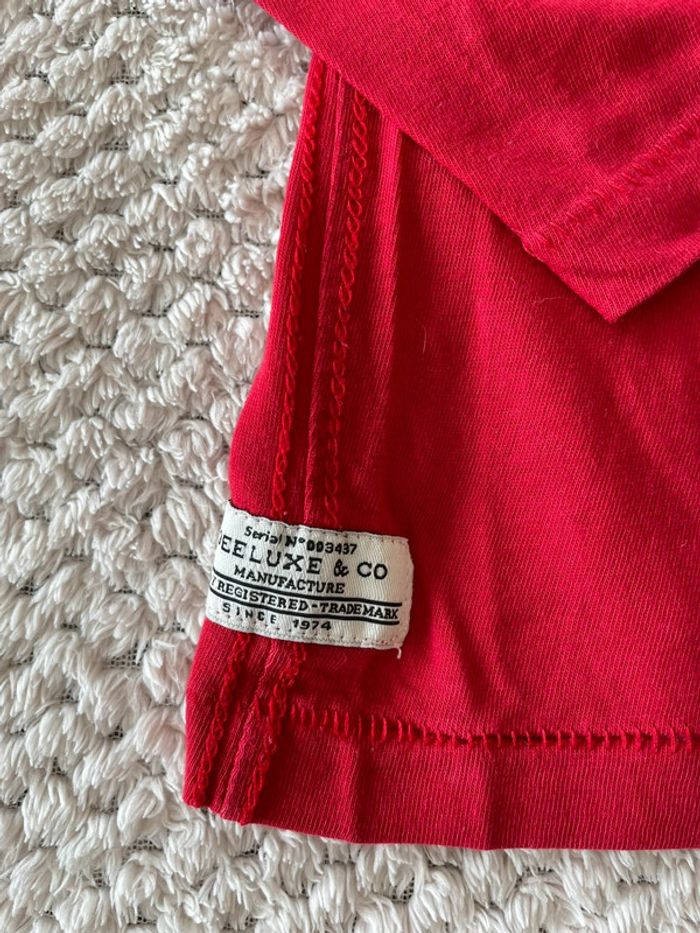 Serial N° 003437
EELUXE & CO
MANUFACTURE
REGISTERED-TRADEMARK
SINCE 1974